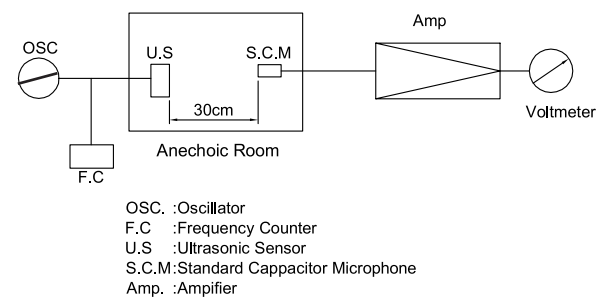 Amp
OSC
U.S
S.C.M
30cm
Voltmeter
Anechoic Room
F.C
OSC. :Oscillator
F.C :Frequency Counter
U.S :Ultrasonic Sensor
S.C.M:Standard Cappacitor Microphone
Amp. :Ampifier